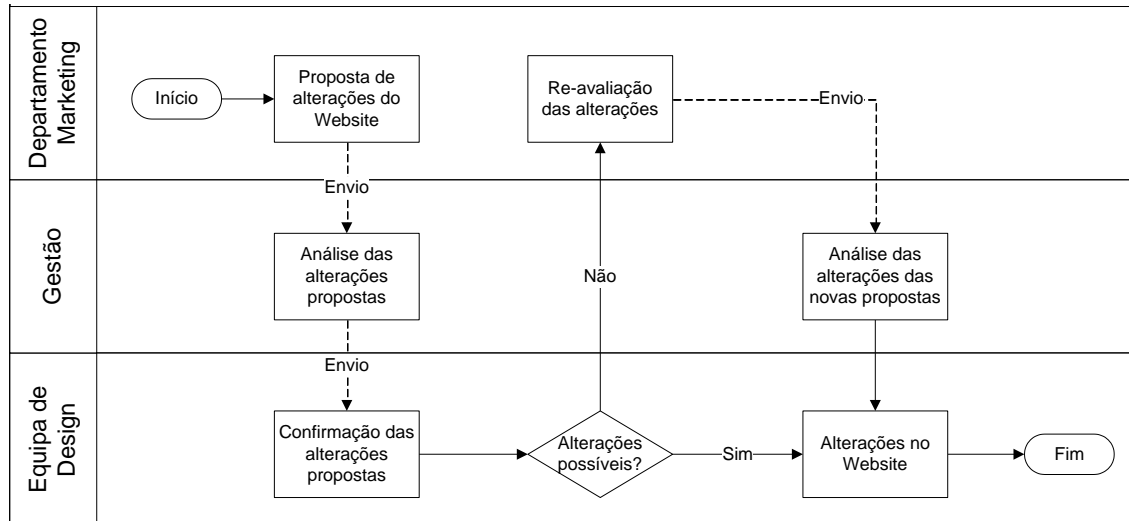 Departamento
Marketing
Início
Proposta de
alterações do
Website
Re-avaliação
das alterações
Envio
Envio
Gestão
Análise das
alterações
propostas
Não
Análise das
alterações das
novas propostas
Envio
Equipa de
Design
Confirmação das
alterações
propostas
Alterações
possíveis?
Sim
Alterações no
Website
Fim